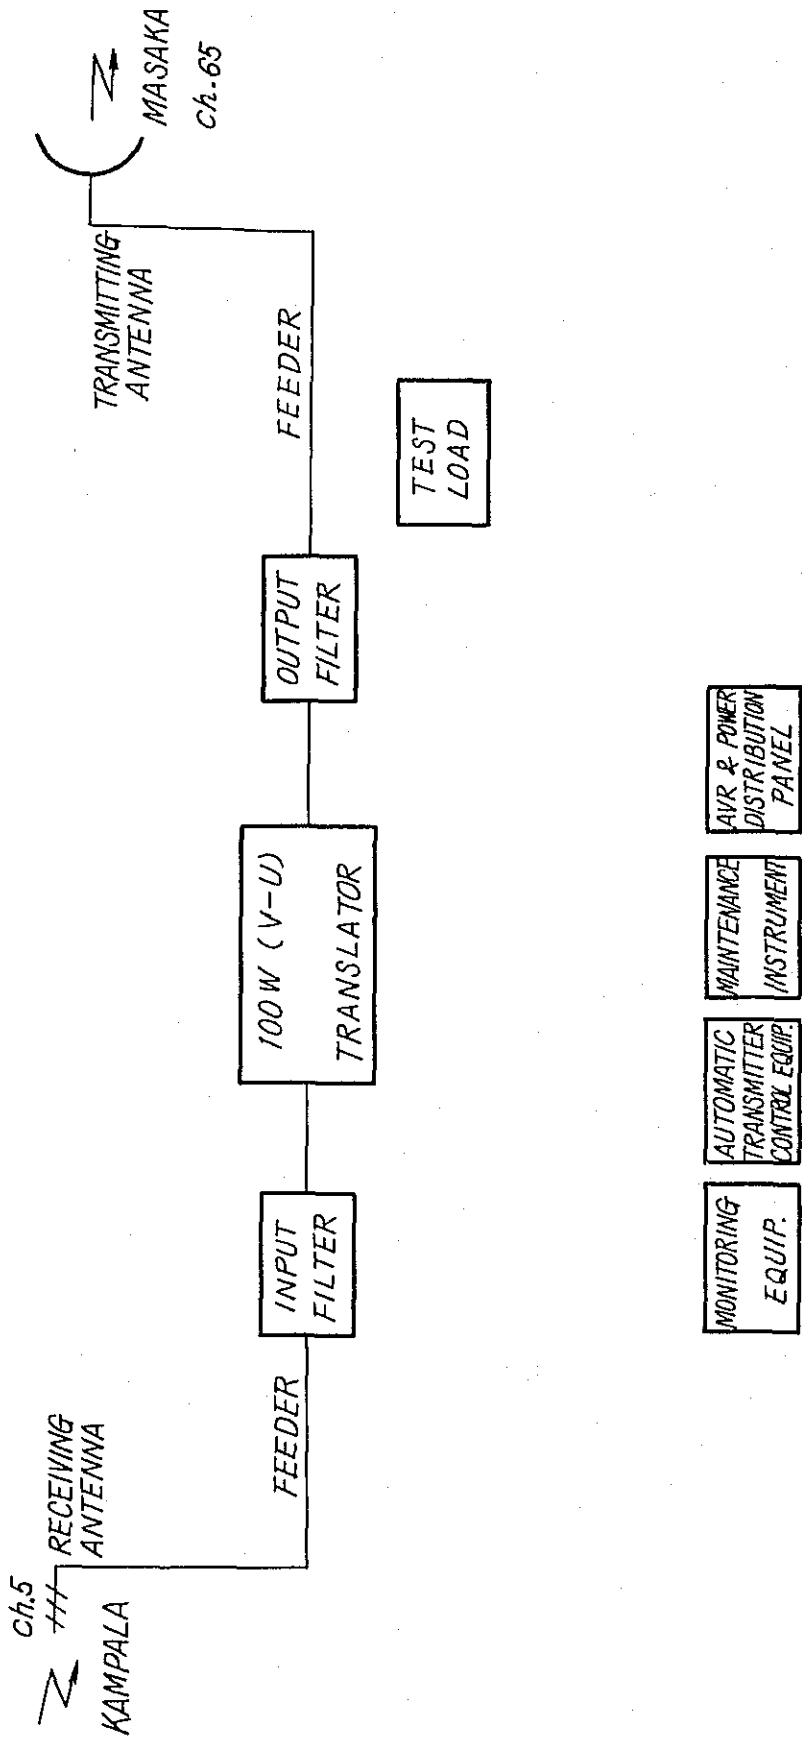 ch.5
KAMPALA
RECEIVING
ANTENNA
FEEDER
INPUT
FILTER
100W (V-U)
TRANSLATOR
OUTPUT
FILTER
FEEDER
TRANSMITTING
ANTENNA
MASAKA
ch.65
TEST
LOAD
MONITORING
EQUIP.
AUTOMATIC
TRANSMITTER
CONTROL EQUIP.
MAINTENANCE
INSTRUMENT
AVR & POWER
DISTRIBUTION
PANEL